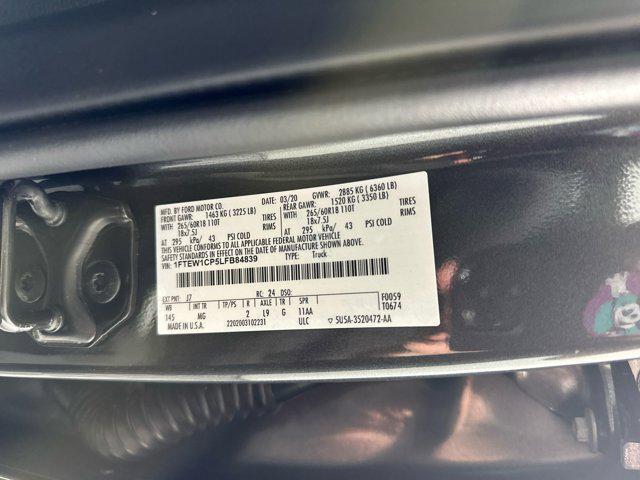 MFD. BY FORD MOTOR CO.
DATE: 03/20 GVWR: 2885 KG ( 6360 LB)
FRONT GAWR: 1463 KG ( 3225 LB) REAR GAWR: 1520 KG ( 3350 LB)
WITH TIRES WITH TIRES
265/60R18 110T RIMS 265/60R18 110T RIMS
18x7.5J 18x7.5J
AT 295 kPa/ 43 PSI COLD AT 295 kPa/ 43 PSI COLD
THIS VEHICLE CONFORMS TO ALL APPLICABLE FEDERAL MOTOR VEHICLE
SAFETY STANDARDS IN EFFECT ON THE DATE OF MANUFACTURE SHOWN ABOVE.
VIN: 1FTEW1CP5LFB84839
TYPE: Truck
EXT PNT: J7 RC: 24 DSO: F0059
WB INT TR TP/PS R AXLE TR SPR T0674
145 MG 2 L9 G 11AA
MADE IN U.S.A. 2202003102231 ULC ▽ 5U5A-3520472-AA